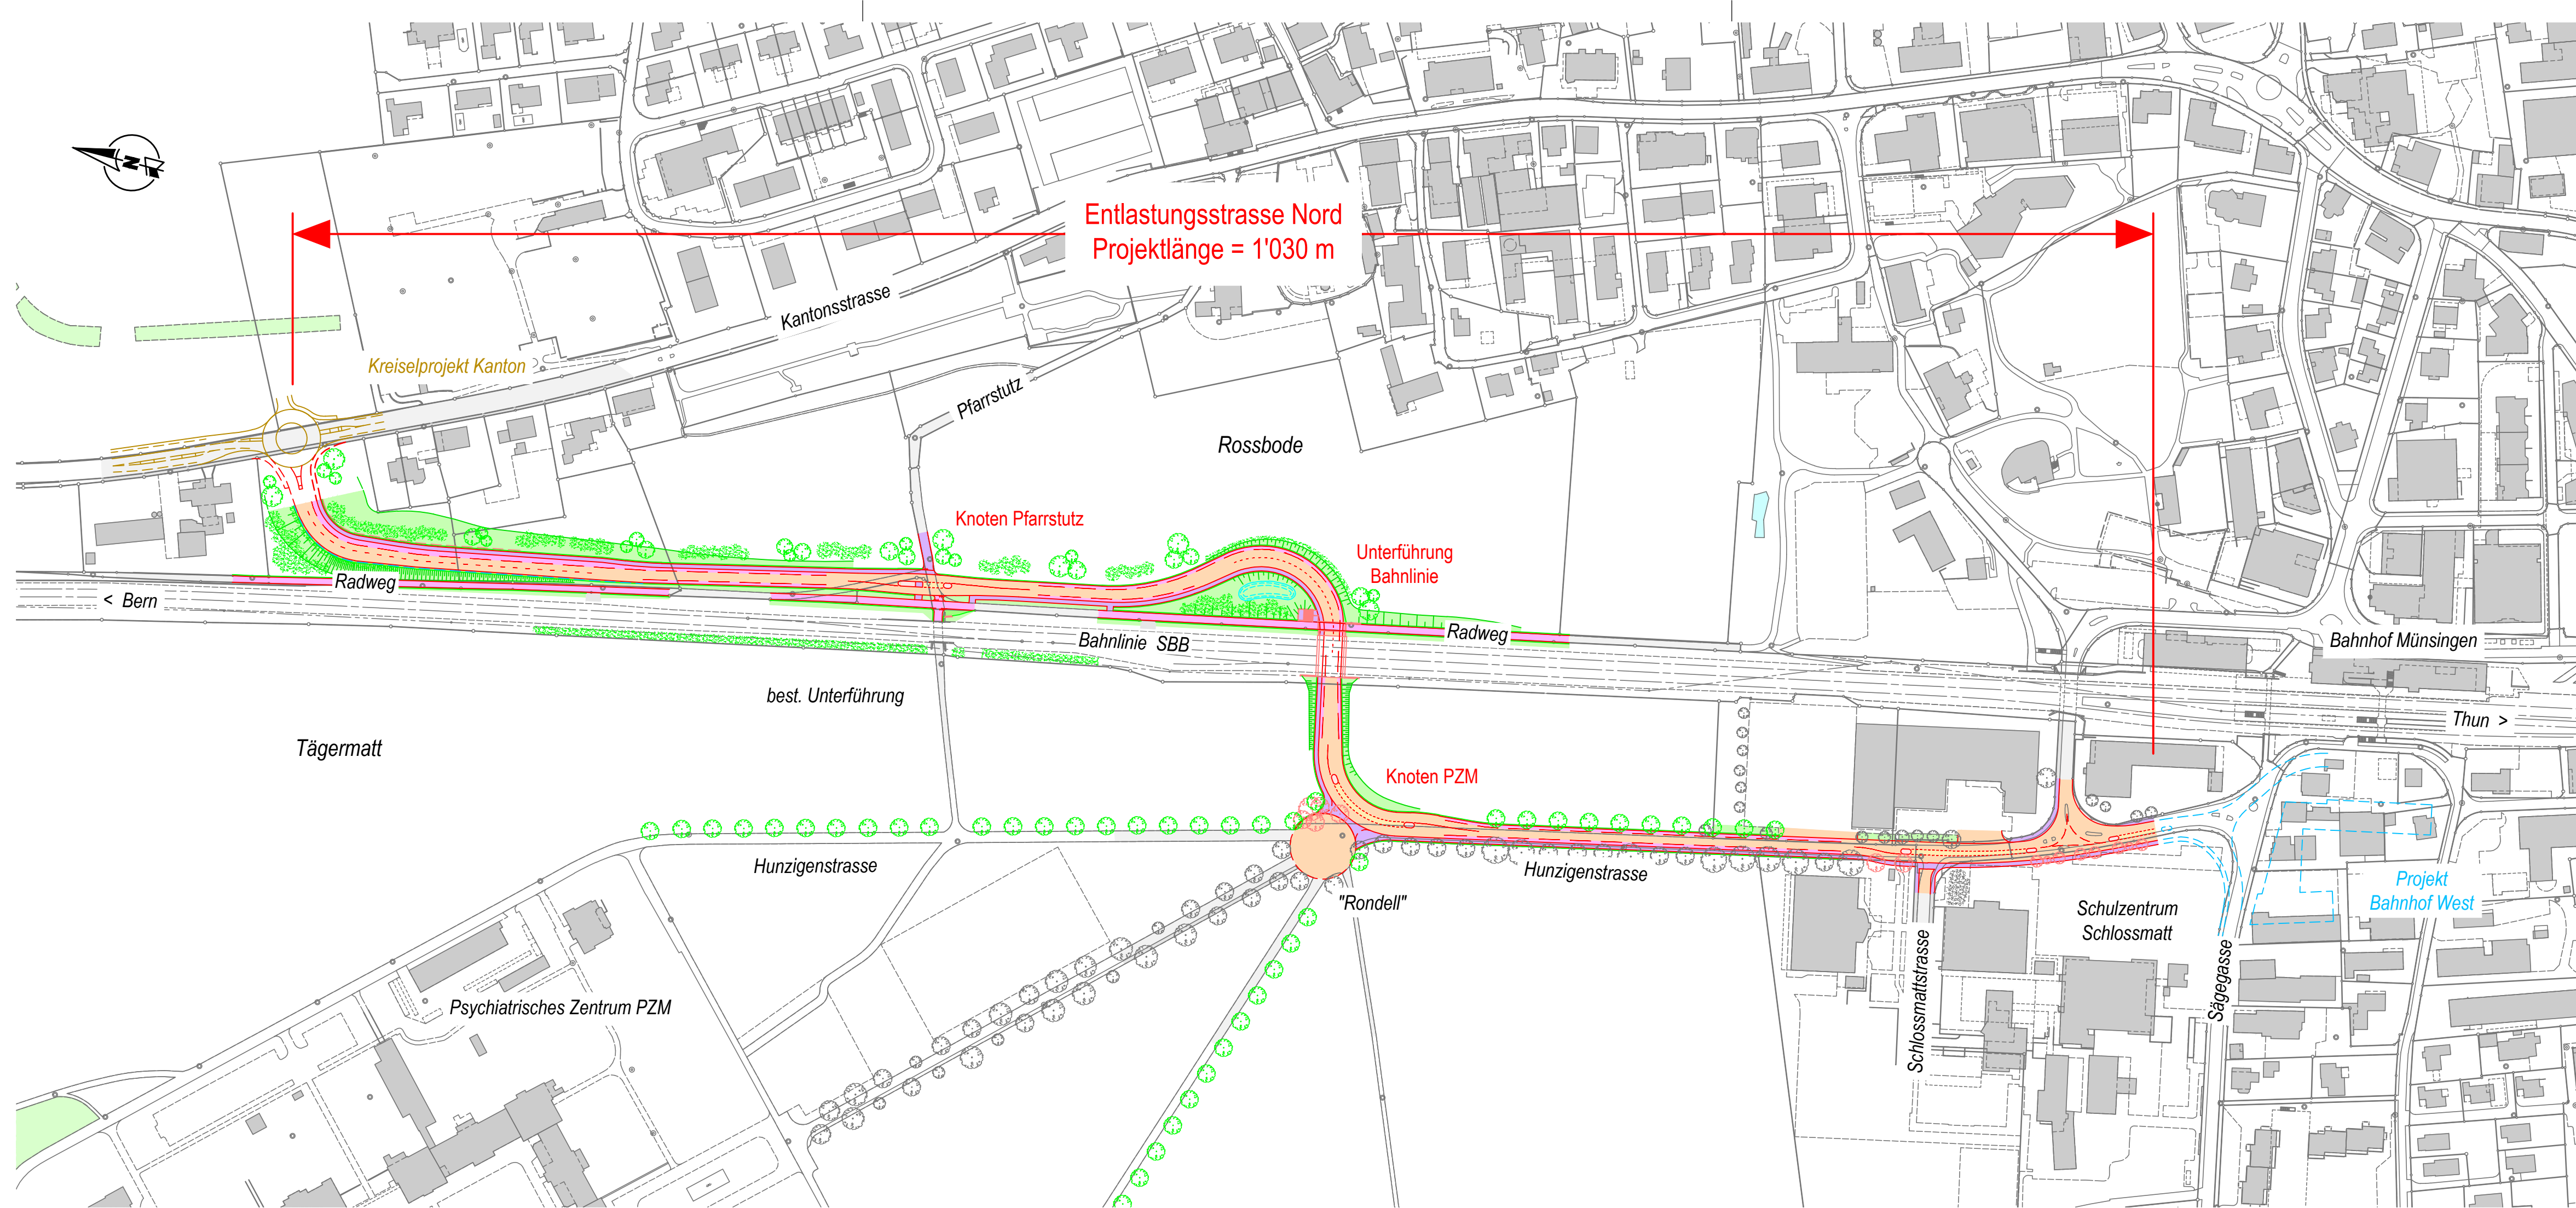 N
Entlastungsstrasse Nord
Projektlänge = 1'030 m
Kantonsstrasse
Kreiselprojekt Kanton
Pfarrstutz
Rossbode
Knoten Pfarrstutz
Unterführung
Bahnlinie
Radweg
< Bern
Bahnlinie SBB
Radweg
Bahnhof Münsingen
best. Unterführung
Thun >
Tägermatt
Knoten PZM
Hunzigenstrasse
Hunzigenstrasse
"Rondell"
Projekt
Bahnhof West
Schulzentrum
Schlossmatt
Schlossmattstrasse
Sägegasse
Psychiatrisches Zentrum PZM